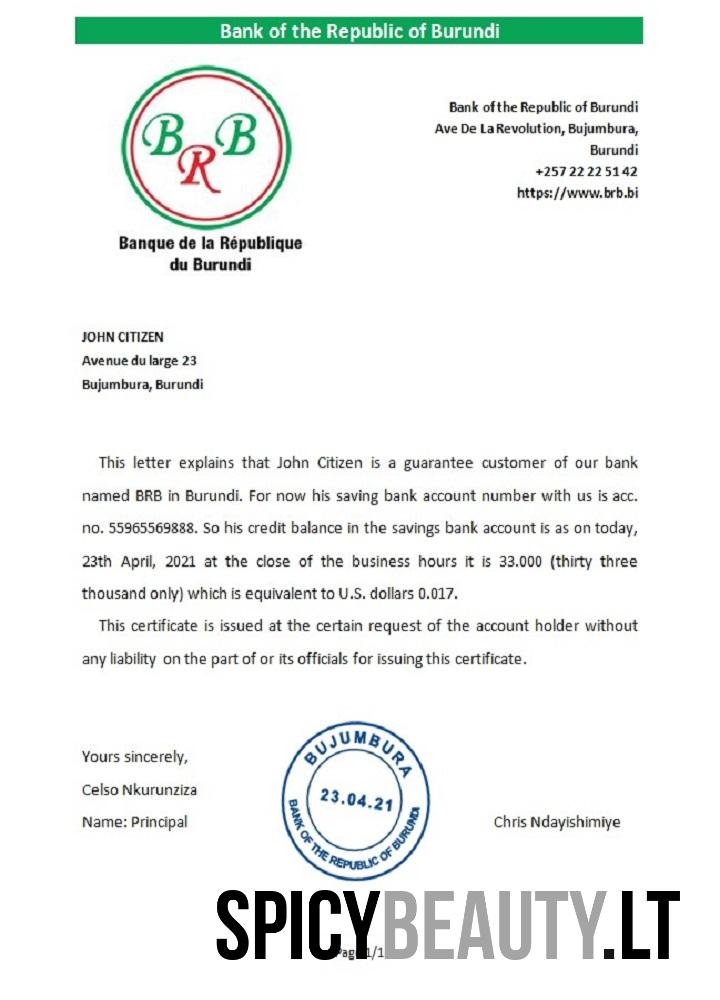 Bank of the Republic of Burundi
B R B
Banque de la République
du Burundi
Bank of the Republic of Burundi
Ave De La Revolution, Bujumbura,
Burundi
+257 22 22 51 42
https://www.brb.bi
JOHN CITIZEN
Avenue du large 23
Bujumbura, Burundi
This letter explains that John Citizen is a guarantee customer of our bank
named BRB in Burundi. For now his saving bank account number with us is acc.
no. 55965569888. So his credit balance in the savings bank account is as on today,
23th April, 2021 at the close of the business hours it is 33.000 (thirty three
thousand only) which is equivalent to U.S. dollars 0.017.
This certificate is issued at the certain request of the account holder without
any liability on the part of or its officials for issuing this certificate.
Yours sincerely,
Celso Nkurunziza
Name: Principal
BUJUMBURA
23.04.21
BANK OF THE REPUBLIC OF BURUNDI
Chris Ndayishimiye
SPICYBEAUTY.LT
Page 1/1